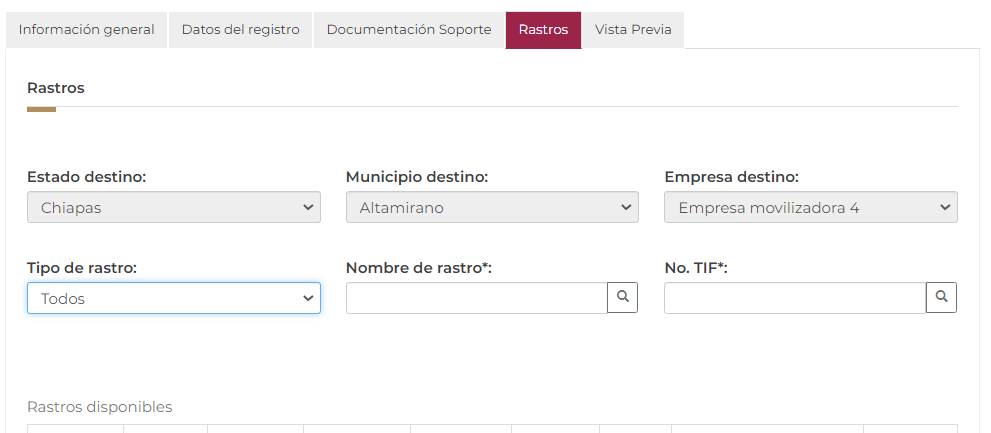 Información general Datos del registro Documentación Soporte Rastros Vista Previa
Rastros
Estado destino: Municipio destino: Empresa destino:
Chiapas Altamirano Empresa movilizadora 4
Tipo de rastro: Nombre de rastro*: No. TIF*:
Todos
Rastros disponibles